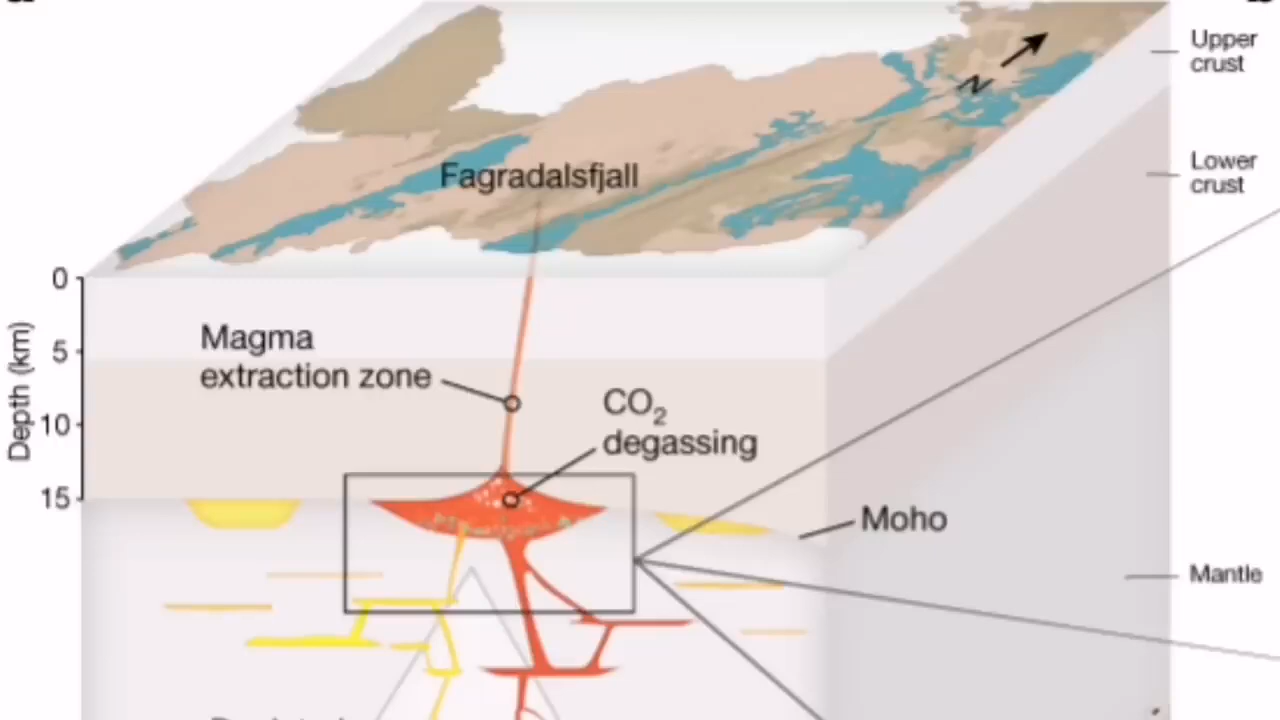 Upper
crust
N
Fagradalsfjall
Lower
crust
0
Magma
extraction zone
5
CO₂
degassing
Depth (km)
10
15
Moho
Mantle